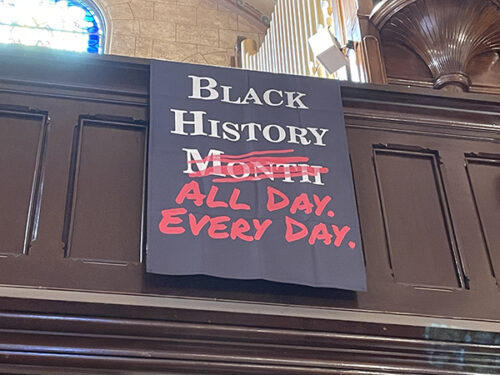 Black
History
Month
All Day.
Every Day.